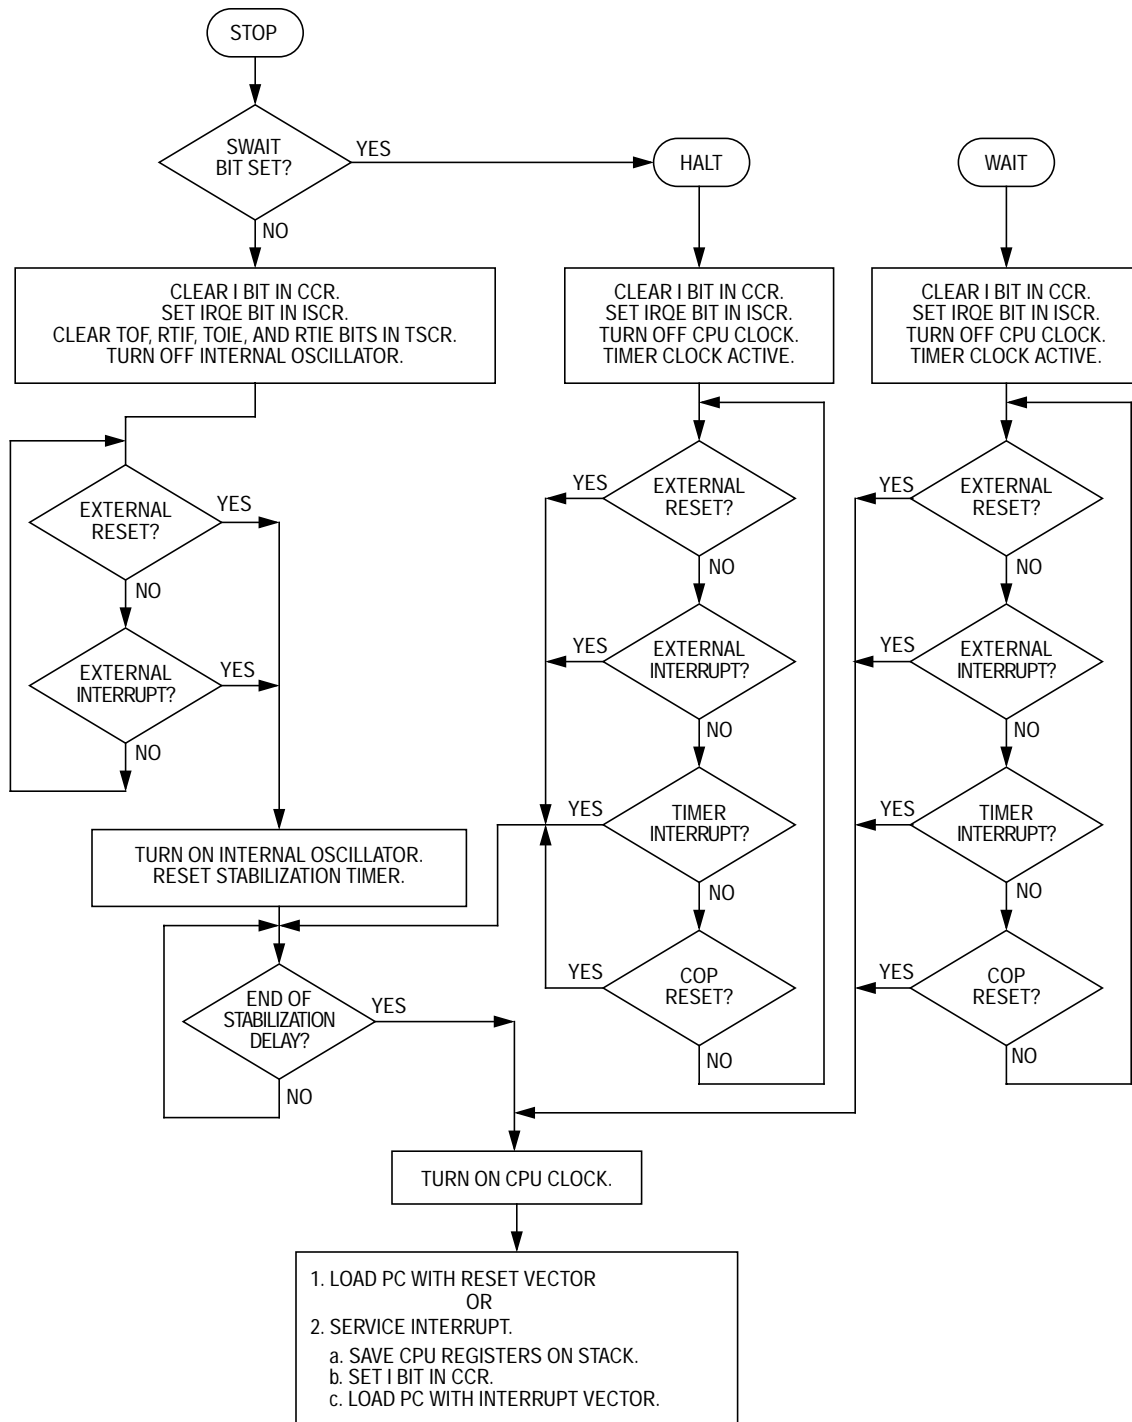 STOP
SWAIT
BIT SET?
YES
NO
HALT
WAIT
CLEAR I BIT IN CCR.
SET IRQE BIT IN ISCR.
CLEAR TOF, RTIF, TOIE, AND RTIE BITS IN TSCR.
TURN OFF INTERNAL OSCILLATOR.
CLEAR I BIT IN CCR.
SET IRQE BIT IN ISCR.
TURN OFF CPU CLOCK.
TIMER CLOCK ACTIVE.
CLEAR I BIT IN CCR.
SET IRQE BIT IN ISCR.
TURN OFF CPU CLOCK.
TIMER CLOCK ACTIVE.
EXTERNAL
RESET?
YES
NO
EXTERNAL
INTERRUPT?
YES
NO
TURN ON INTERNAL OSCILLATOR.
RESET STABILIZATION TIMER.
END OF
STABILIZATION
DELAY?
YES
NO
YES
EXTERNAL
RESET?
NO
YES
EXTERNAL
INTERRUPT?
NO
YES
TIMER
INTERRUPT?
NO
YES
COP
RESET?
NO
YES
EXTERNAL
RESET?
NO
YES
EXTERNAL
INTERRUPT?
NO
YES
TIMER
INTERRUPT?
NO
YES
COP
RESET?
NO
TURN ON CPU CLOCK.
1. LOAD PC WITH RESET VECTOR
OR
2. SERVICE INTERRUPT.
a. SAVE CPU REGISTERS ON STACK.
b. SET I BIT IN CCR.
c. LOAD PC WITH INTERRUPT VECTOR.